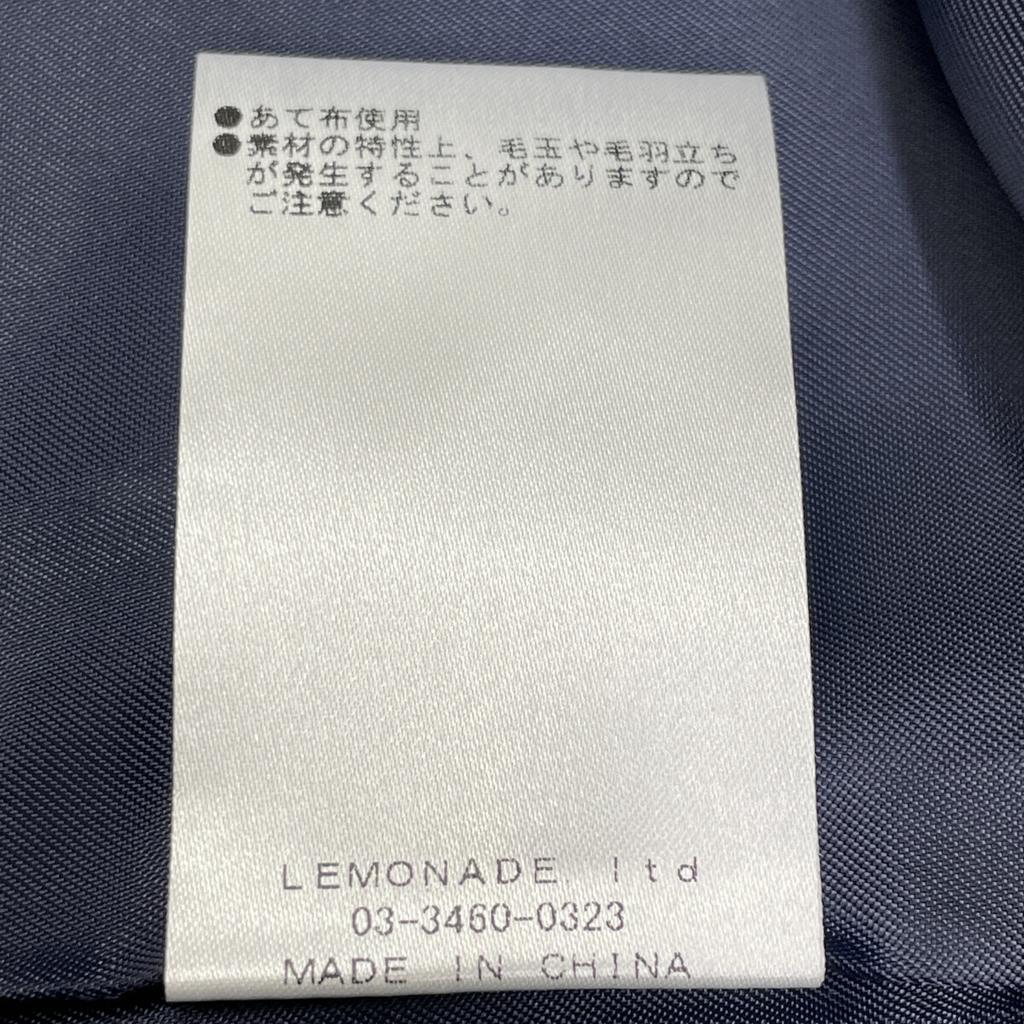 ●あて布使用
●素材の特性上、毛玉や毛羽立ち
が発生することがありますので
ご注意ください。
LEMONADE. ltd
03-3460-0323
MADE IN CHINA